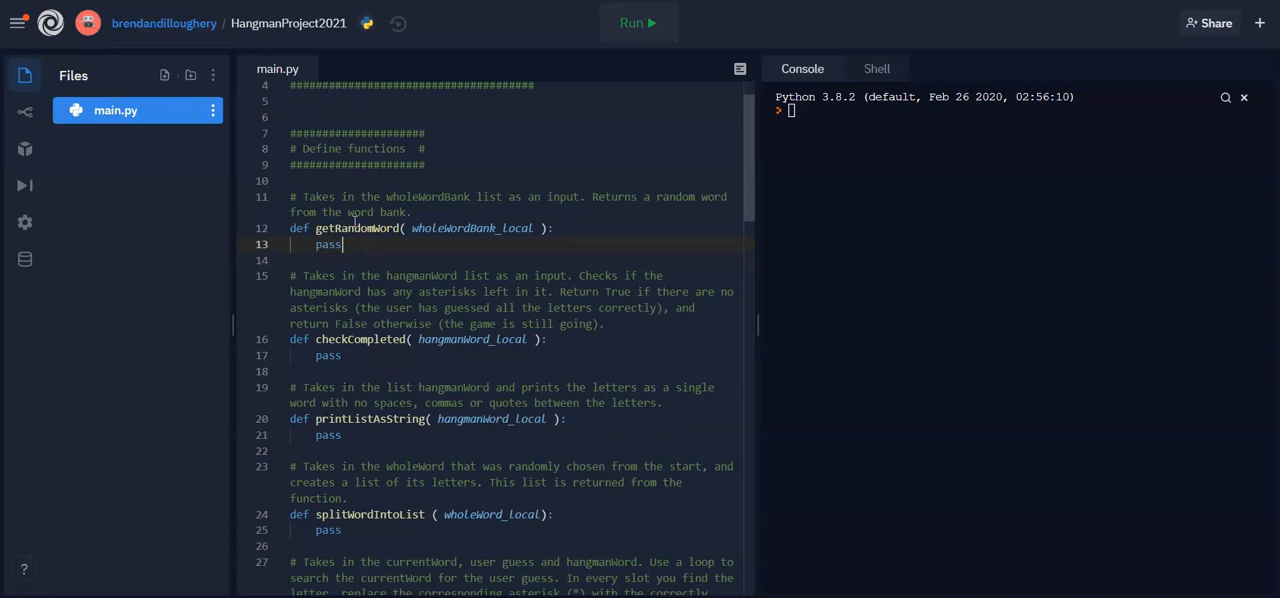 brendandilloughery / HangmanProject2021
Run
Share
Files
main.py
main.py
Console
Shell
Python 3.8.2 (default, Feb 26 2020, 02:56:10)
4 #####################################
5
6
7 #####################
8 # Define functions  #
9 #####################
10
11 # Takes in the wholeWordBank list as an input. Returns a random word
from the word bank.
12 def getRandomWord( wholeWordBank_local ):
13 pass
14
15 # Takes in the hangmanWord list as an input. Checks if the
hangmanWord has any asterisks left in it. Return True if there are no
asterisks (the user has guessed all the letters correctly), and
return False otherwise (the game is still going).
16 def checkCompleted( hangmanWord_local ):
17 pass
18
19 # Takes in the list hangmanWord and prints the letters as a single
word with no spaces, commas or quotes between the letters.
20 def printListAsString( hangmanWord_local ):
21 pass
22
23 # Takes in the wholeWord that was randomly chosen from the start, and
creates a list of its letters. This list is returned from the
function.
24 def splitWordIntoList ( wholeWord_local):
25 pass
26
27 # Takes in the currentWord, user guess and hangmanWord. Use a loop to
search the currentWord for the user guess. In every slot you find the
letter, replace the corresponding asterisk (*) with the correctly